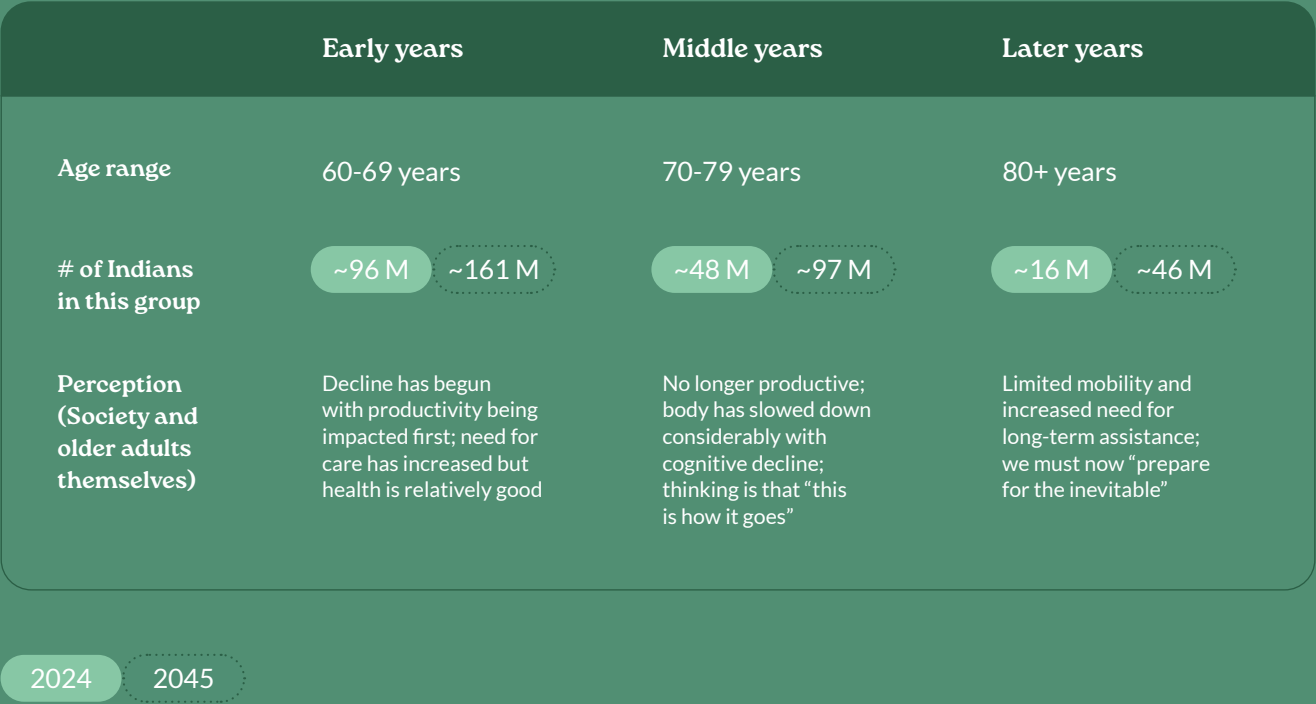 Early years
Middle years
Later years
Age range
60-69 years
70-79 years
80+ years
# of Indians
in this group
~96 M
~161 M
~48 M
~97 M
~16 M
~46 M
Perception
(Society and
older adults
themselves)
Decline has begun
with productivity being
impacted first; need for
care has increased but
health is relatively good
No longer productive;
body has slowed down
considerably with
cognitive decline;
thinking is that “this
is how it goes”
Limited mobility and
increased need for
long-term assistance;
we must now “prepare
for the inevitable”
2024
2045